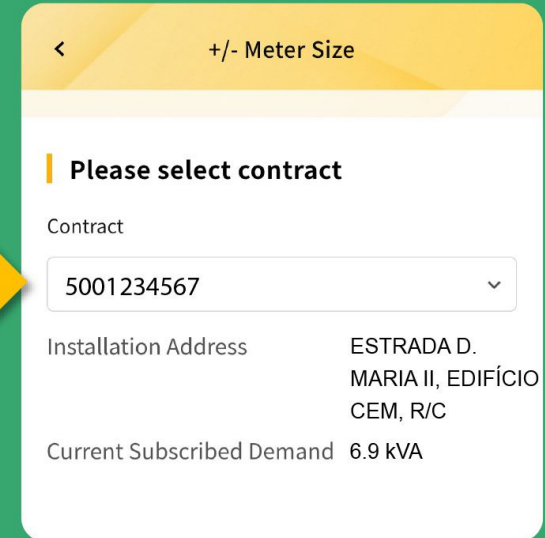 +/- Meter Size
Please select contract
Contract
5001234567
Installation Address
ESTRADA D.
MARIA II, EDIFÍCIO
CEM, R/C
Current Subscribed Demand 6.9 kVA